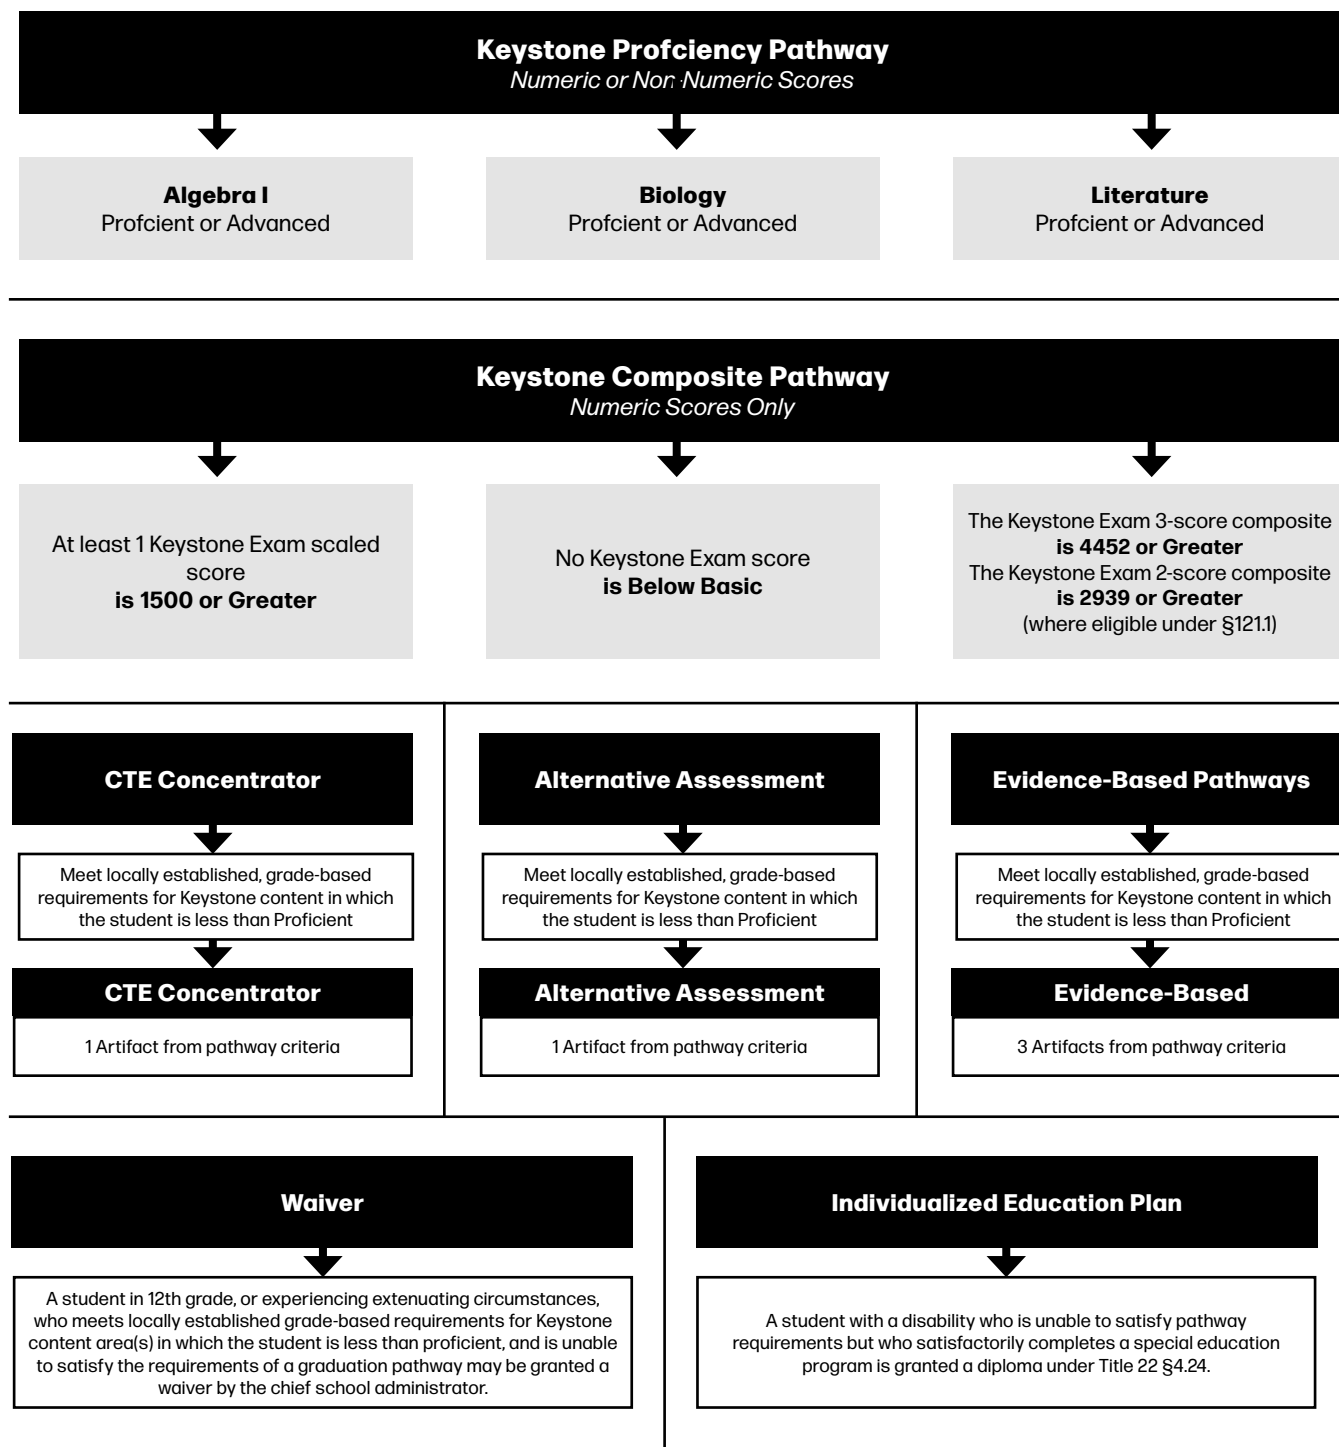 Keystone Profciency Pathway
Numeric or Non-Numeric Scores
Algebra I
Profcient or Advanced
Biology
Profcient or Advanced
Literature
Profcient or Advanced
Keystone Composite Pathway
Numeric Scores Only
At least 1 Keystone Exam scaled
score
is 1500 or Greater
No Keystone Exam score
is Below Basic
The Keystone Exam 3-score composite
is 4452 or Greater
The Keystone Exam 2-score composite
is 2939 or Greater
(where eligible under §121.1)
CTE Concentrator
Meet locally established, grade-based
requirements for Keystone content in which
the student is less than Proficient
CTE Concentrator
1 Artifact from pathway criteria
Alternative Assessment
Meet locally established, grade-based
requirements for Keystone content in which
the student is less than Proficient
Alternative Assessment
1 Artifact from pathway criteria
Evidence-Based Pathways
Meet locally established, grade-based
requirements for Keystone content in which
the student is less than Proficient
Evidence-Based
3 Artifacts from pathway criteria
Waiver
A student in 12th grade, or experiencing extenuating circumstances,
who meets locally established grade-based requirements for Keystone
content area(s) in which the student is less than proficient, and is unable
to satisfy the requirements of a graduation pathway may be granted a
waiver by the chief school administrator.
Individualized Education Plan
A student with a disability who is unable to satisfy pathway
requirements but who satisfactorily completes a special education
program is granted a diploma under Title 22 §4.24.